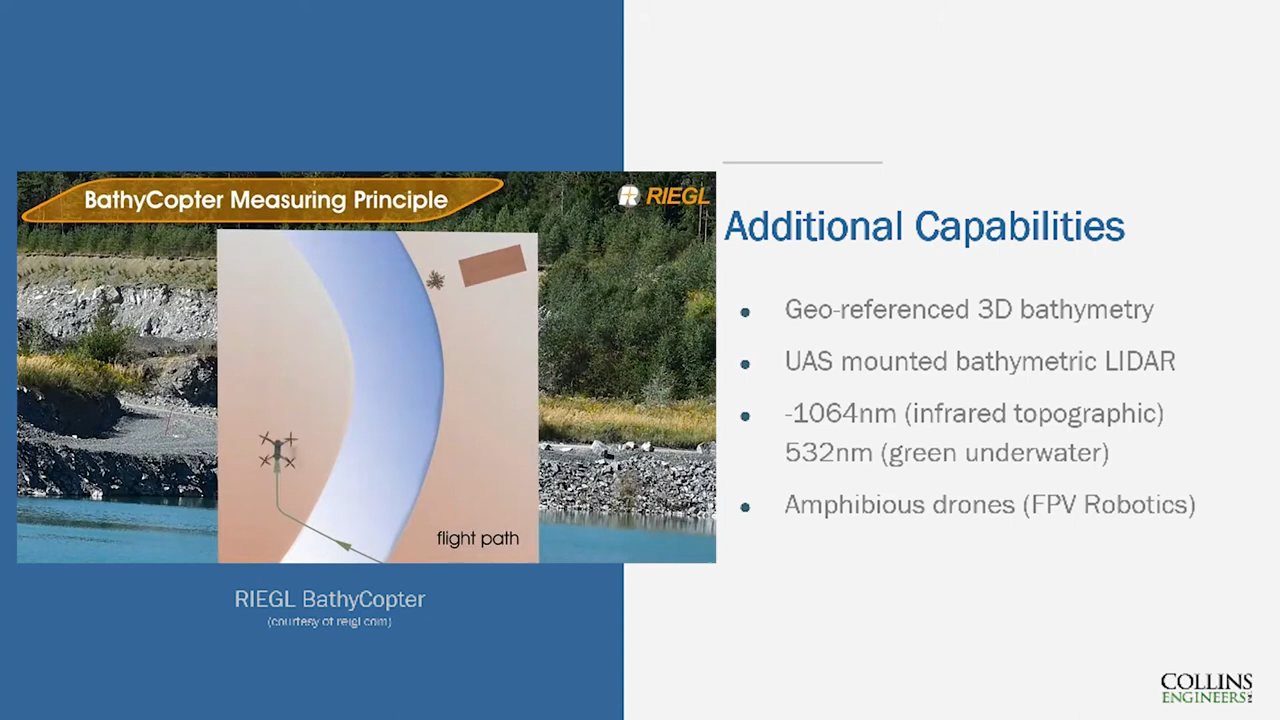 BathyCopter Measuring Principle
RIEGL
flight path
RIEGL BathyCopter
(courtesy of reigl.com)
Additional Capabilities
• Geo-referenced 3D bathymetry
• UAS mounted bathymetric LIDAR
• -1064nm (infrared topographic)
532nm (green underwater)
• Amphibious drones (FPV Robotics)
COLLINS
ENGINEERS